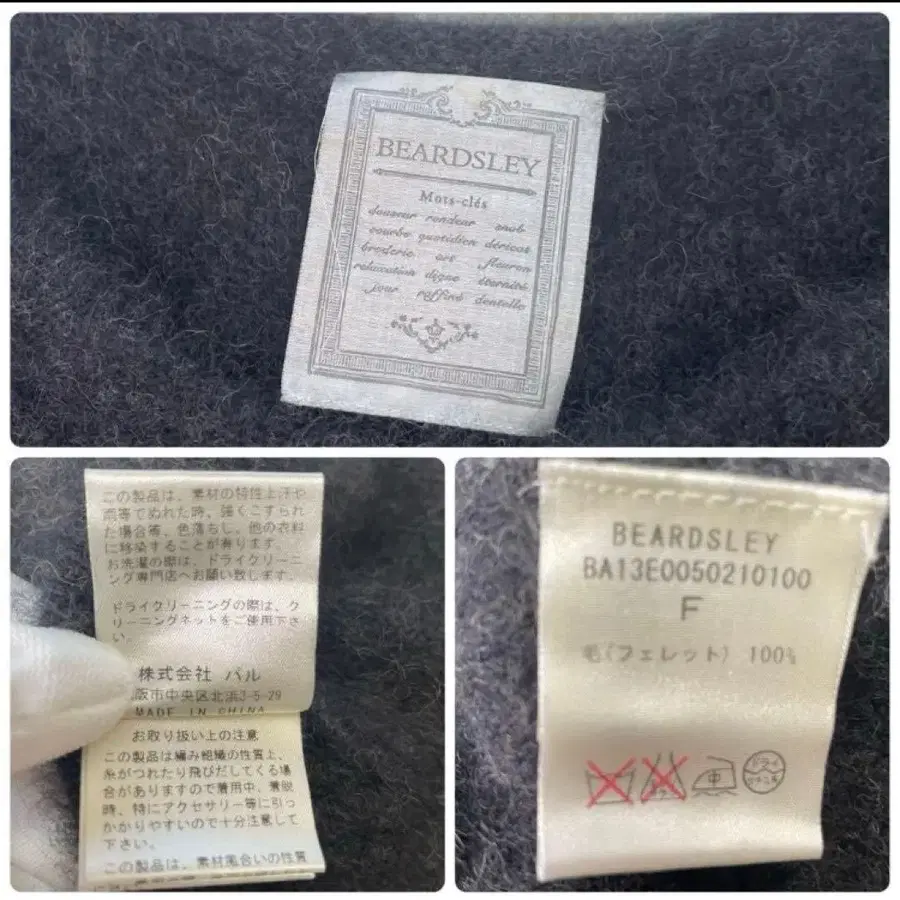 BEARDSLEY
Mots-clés
douceur rondeur snob
courbe quotidien déricot
broderie art fleuron
relaxation digne éternité
jour raffiné dentelle
この製品は、素材の特性上汗や
雨等でぬれた時、強くこすられ
た場合等、色落ちし、他の衣料
に移染することが有ります。
お洗濯の際は、ドライクリーニ
ング専門店へお願い致します。
ドライクリーニングの際は、ク
リーニングネットをご使用下さ
い。
株式会社 パル
阪市中央区北浜3-5-29
MADE IN CHINA
お取り扱い上の注意
この製品は編み組織の性質上、
糸がつれたり飛びだしてくる場
合がありますので着用中、着脱
時、特にアクセサリー等に引っ
かかりやすいので十分注意して
下さい。
この製品は、素材風合いの性質
BEARDSLEY
BA13E0050210100
F
毛(フェレット) 100%
中
ドライ